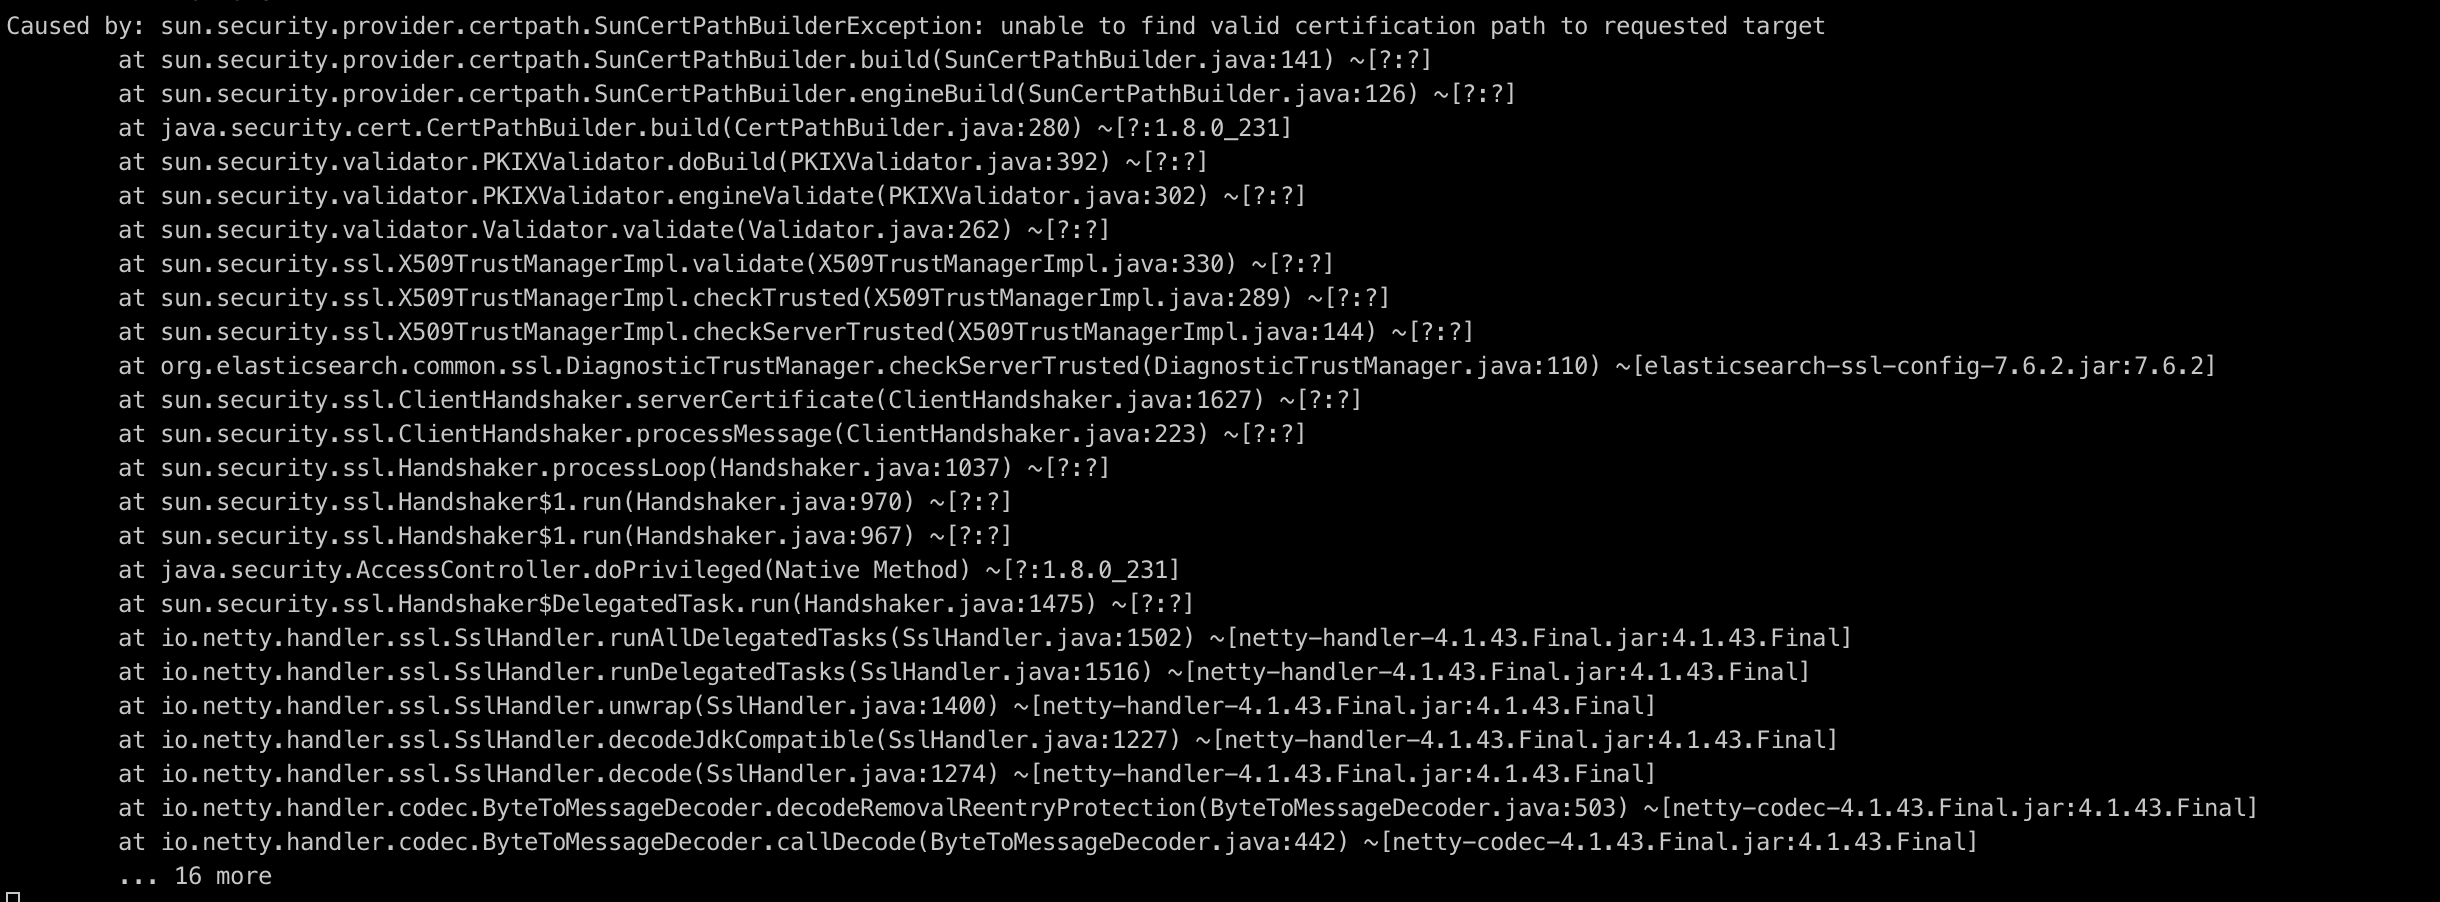 Caused by: sun.security.provider.certpath.SunCertPathBuilderException: unable to find valid certification path to requested target
at sun.security.provider.certpath.SunCertPathBuilder.build(SunCertPathBuilder.java:141) ~[?:?]
at sun.security.provider.certpath.SunCertPathBuilder.engineBuild(SunCertPathBuilder.java:126) ~[?:?]
at java.security.cert.CertPathBuilder.build(CertPathBuilder.java:280) ~[?:1.8.0_231]
at sun.security.validator.PKIXValidator.doBuild(PKIXValidator.java:392) ~[?:?]
at sun.security.validator.PKIXValidator.engineValidate(PKIXValidator.java:302) ~[?:?]
at sun.security.validator.Validator.validate(Validator.java:262) ~[?:?]
at sun.security.ssl.X509TrustManagerImpl.validate(X509TrustManagerImpl.java:330) ~[?:?]
at sun.security.ssl.X509TrustManagerImpl.checkTrusted(X509TrustManagerImpl.java:289) ~[?:?]
at sun.security.ssl.X509TrustManagerImpl.checkServerTrusted(X509TrustManagerImpl.java:144) ~[?:?]
at org.elasticsearch.common.ssl.DiagnosticTrustManager.checkServerTrusted(DiagnosticTrustManager.java:110) ~[elasticsearch-ssl-config-7.6.2.jar:7.6.2]
at sun.security.ssl.ClientHandshaker.serverCertificate(ClientHandshaker.java:1627) ~[?:?]
at sun.security.ssl.ClientHandshaker.processMessage(ClientHandshaker.java:223) ~[?:?]
at sun.security.ssl.Handshaker.processLoop(Handshaker.java:1037) ~[?:?]
at sun.security.ssl.Handshaker$1.run(Handshaker.java:970) ~[?:?]
at sun.security.ssl.Handshaker$1.run(Handshaker.java:967) ~[?:?]
at java.security.AccessController.doPrivileged(Native Method) ~[?:1.8.0_231]
at sun.security.ssl.Handshaker$DelegatedTask.run(Handshaker.java:1475) ~[?:?]
at io.netty.handler.ssl.SslHandler.runAllDelegatedTasks(SslHandler.java:1502) ~[netty-handler-4.1.43.Final.jar:4.1.43.Final]
at io.netty.handler.ssl.SslHandler.runDelegatedTasks(SslHandler.java:1516) ~[netty-handler-4.1.43.Final.jar:4.1.43.Final]
at io.netty.handler.ssl.SslHandler.unwrap(SslHandler.java:1400) ~[netty-handler-4.1.43.Final.jar:4.1.43.Final]
at io.netty.handler.ssl.SslHandler.decodeJdkCompatible(SslHandler.java:1227) ~[netty-handler-4.1.43.Final.jar:4.1.43.Final]
at io.netty.handler.ssl.SslHandler.decode(SslHandler.java:1274) ~[netty-handler-4.1.43.Final.jar:4.1.43.Final]
at io.netty.handler.codec.ByteToMessageDecoder.decodeRemovalReentryProtection(ByteToMessageDecoder.java:503) ~[netty-codec-4.1.43.Final.jar:4.1.43.Final]
at io.netty.handler.codec.ByteToMessageDecoder.callDecode(ByteToMessageDecoder.java:442) ~[netty-codec-4.1.43.Final.jar:4.1.43.Final]
... 16 more